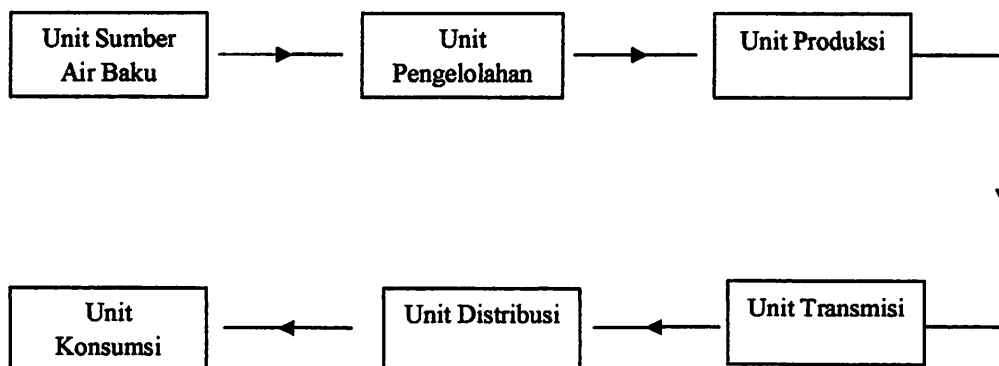 Unit Sumber
Air Baku
Unit
Pengelolahan
Unit Produksi
Unit Transmisi
Unit Distribusi
Unit
Konsumsi